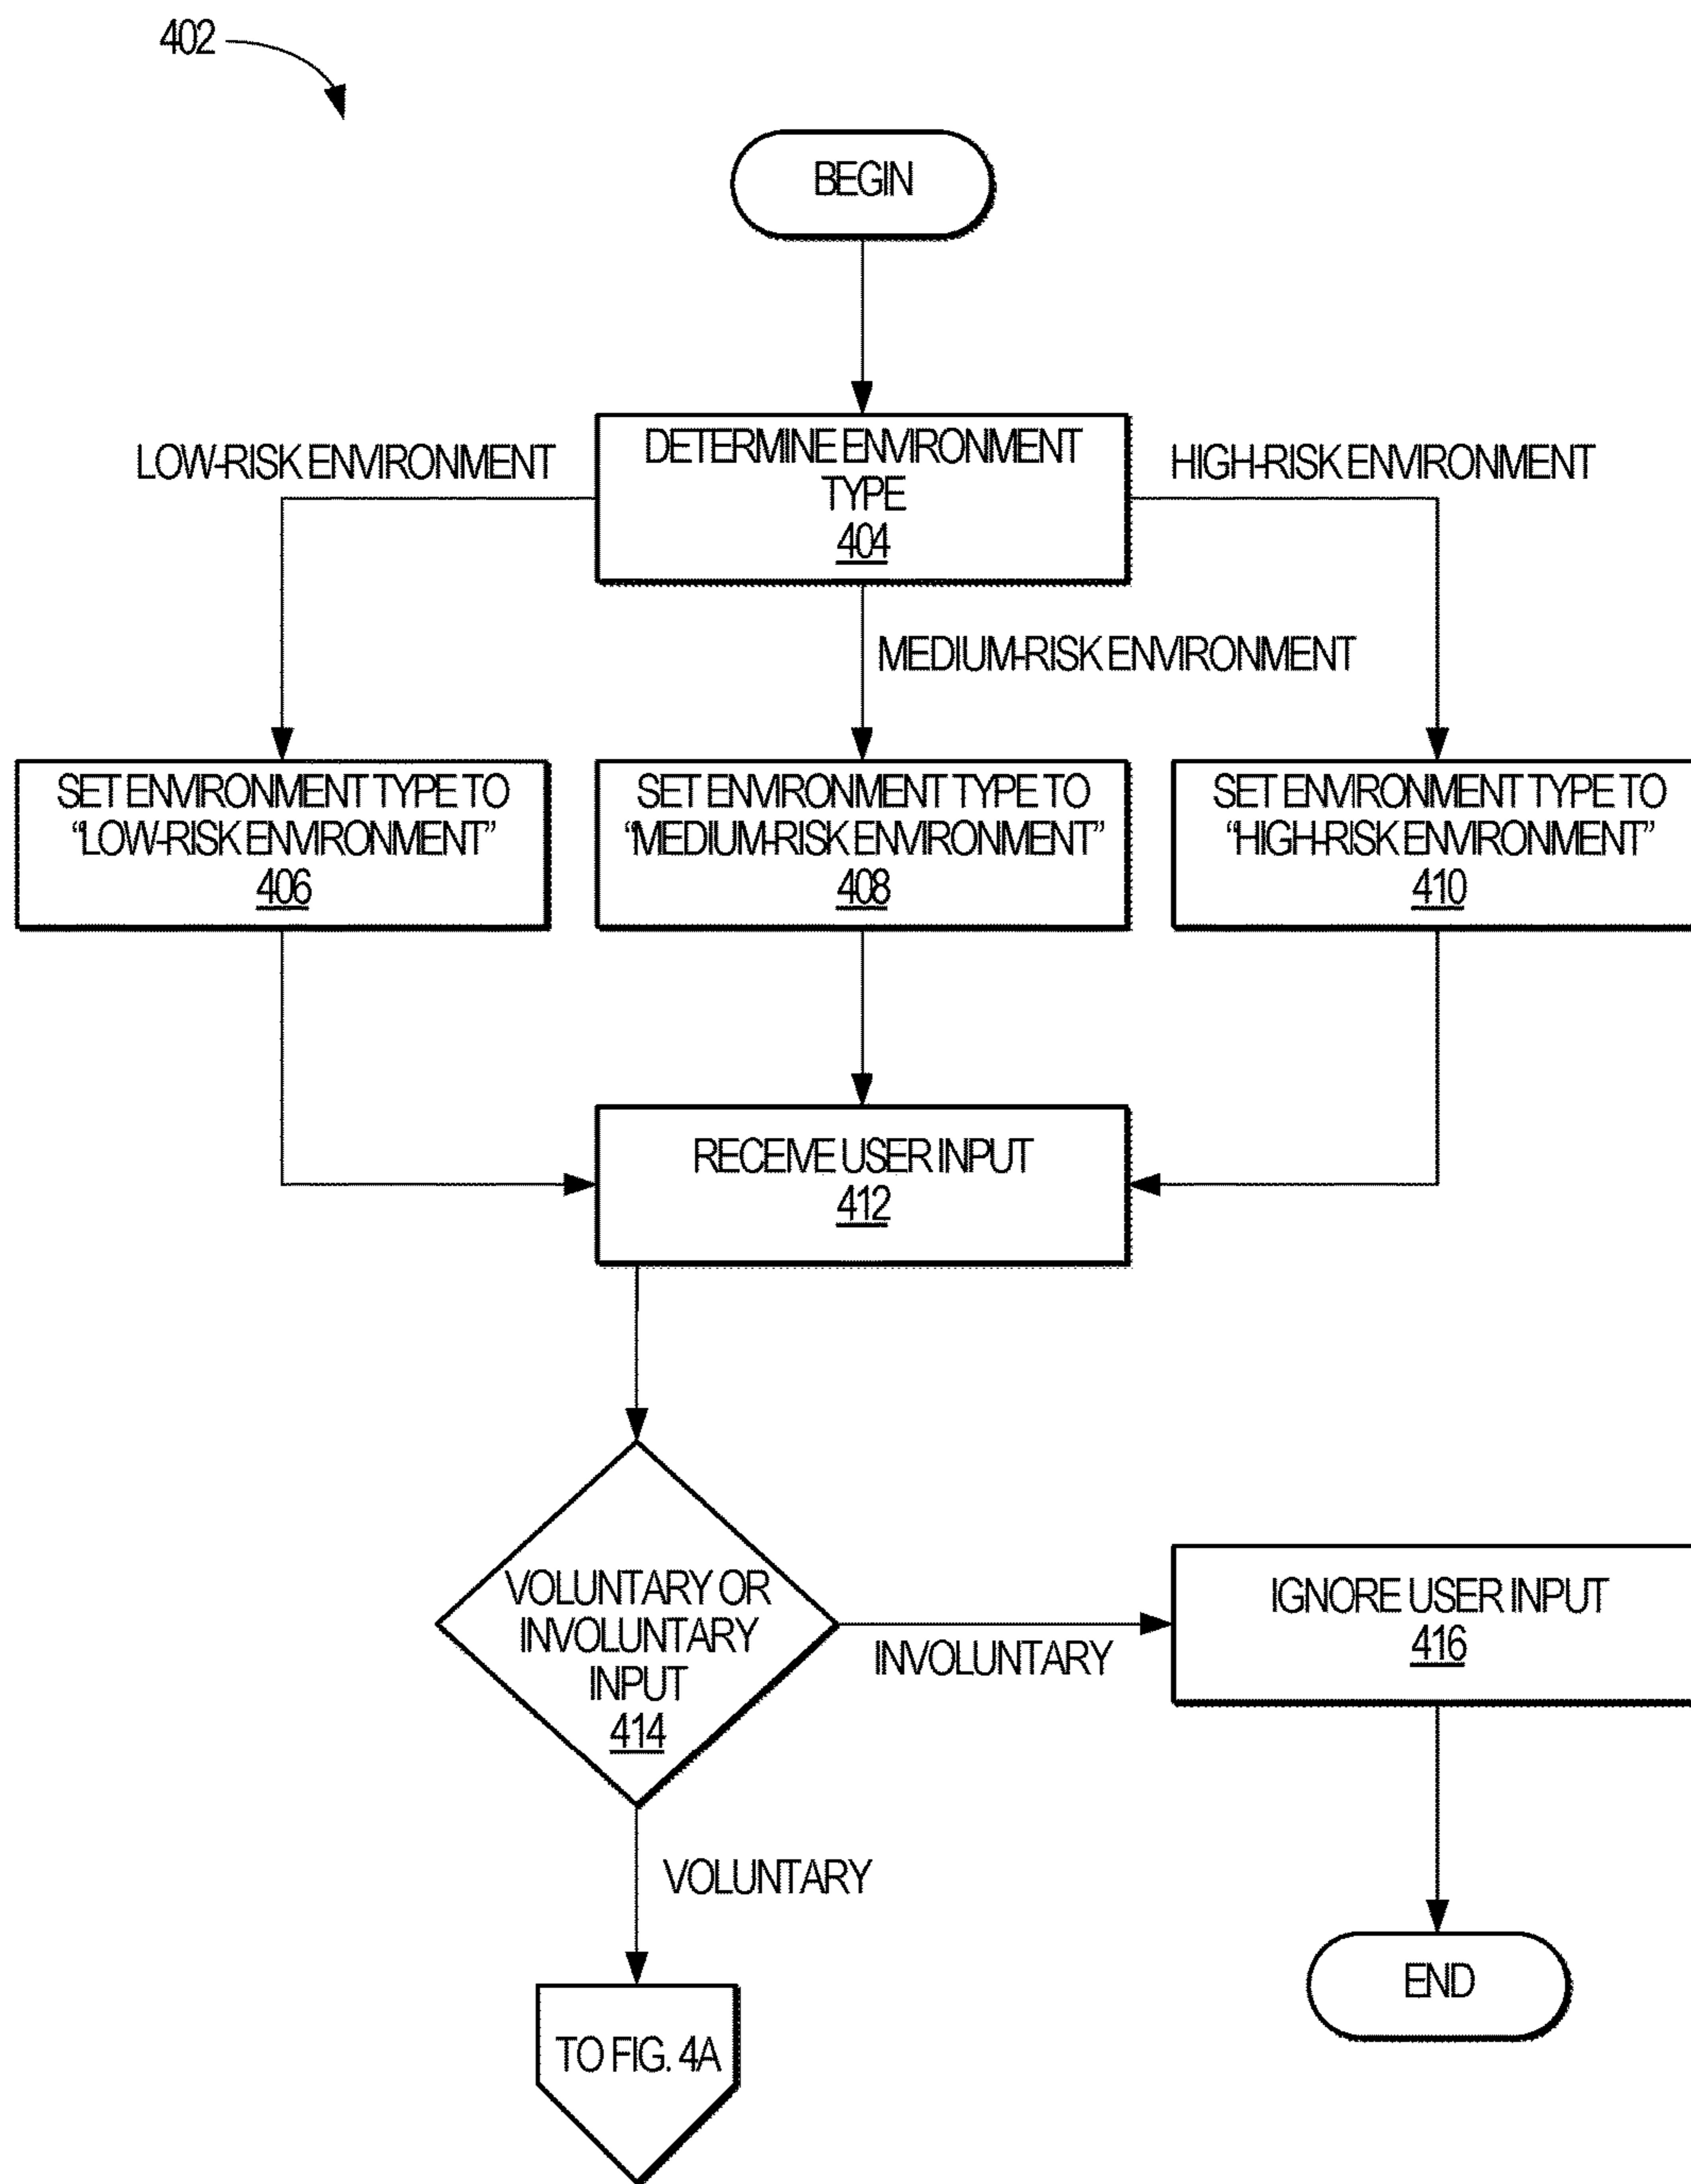 402
BEGIN
LOW-RISK ENVIRONMENT
DETERMINE ENVIRONMENT
TYPE
404
HIGH-RISK ENVIRONMENT
MEDIUM-RISK ENVIRONMENT
SET ENVIRONMENT TYPE TO
“LOW-RISK ENVIRONMENT”
406
SET ENVIRONMENT TYPE TO
“MEDIUM-RISK ENVIRONMENT”
408
SET ENVIRONMENT TYPE TO
“HIGH-RISK ENVIRONMENT”
410
RECEIVE USER INPUT
412
VOLUNTARY OR
INVOLUNTARY
INPUT
414
INVOLUNTARY
IGNORE USER INPUT
416
VOLUNTARY
END
TO FIG. 4A